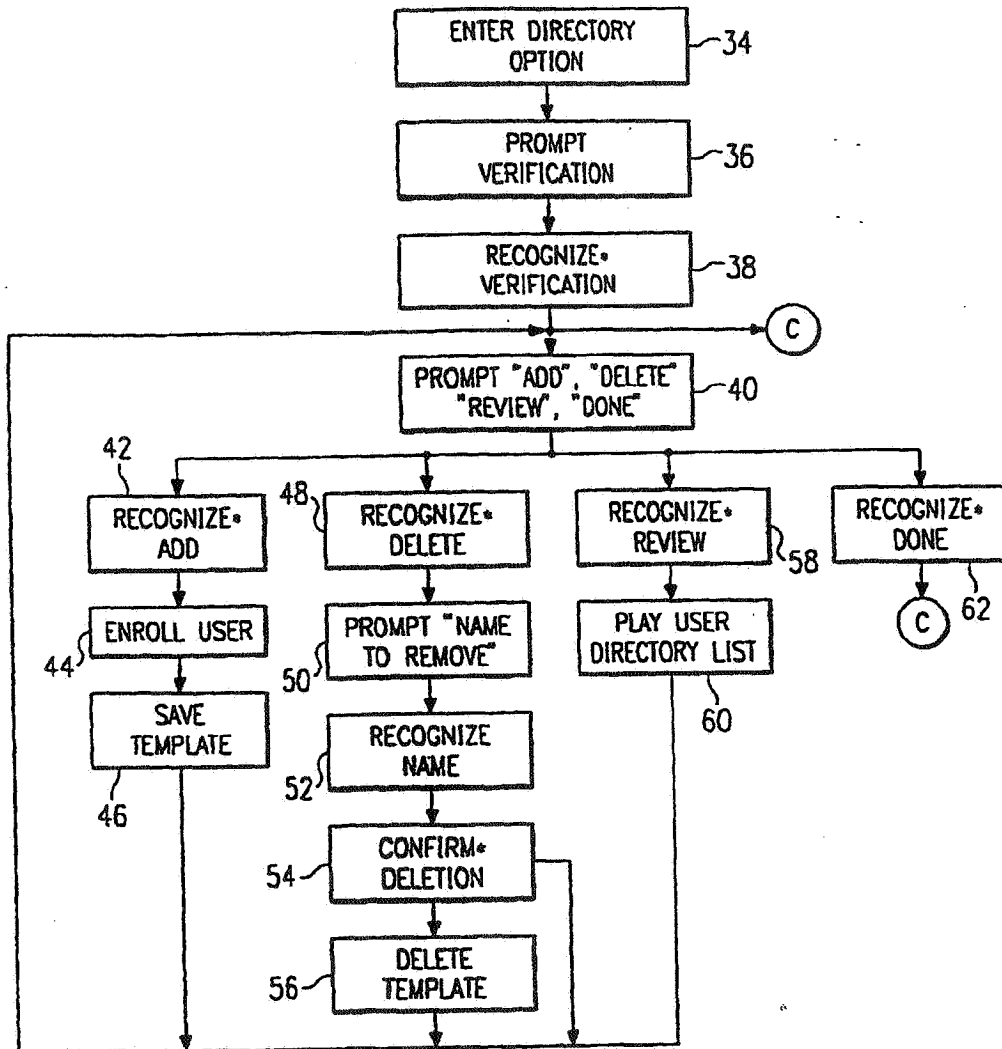 ENTER DIRECTORY
OPTION
34
PROMPT
VERIFICATION
36
RECOGNIZE*
VERIFICATION
38
C
PROMPT "ADD", "DELETE"
"REVIEW", "DONE"
40
42
RECOGNIZE*
ADD
ENROLL USER
44
SAVE
TEMPLATE
46
48
RECOGNIZE*
DELETE
PROMPT "NAME
TO REMOVE"
50
RECOGNIZE
NAME
52
CONFIRM*
DELETION
54
DELETE
TEMPLATE
56
RECOGNIZE*
REVIEW
58
PLAY USER
DIRECTORY LIST
60
RECOGNIZE*
DONE
62
C